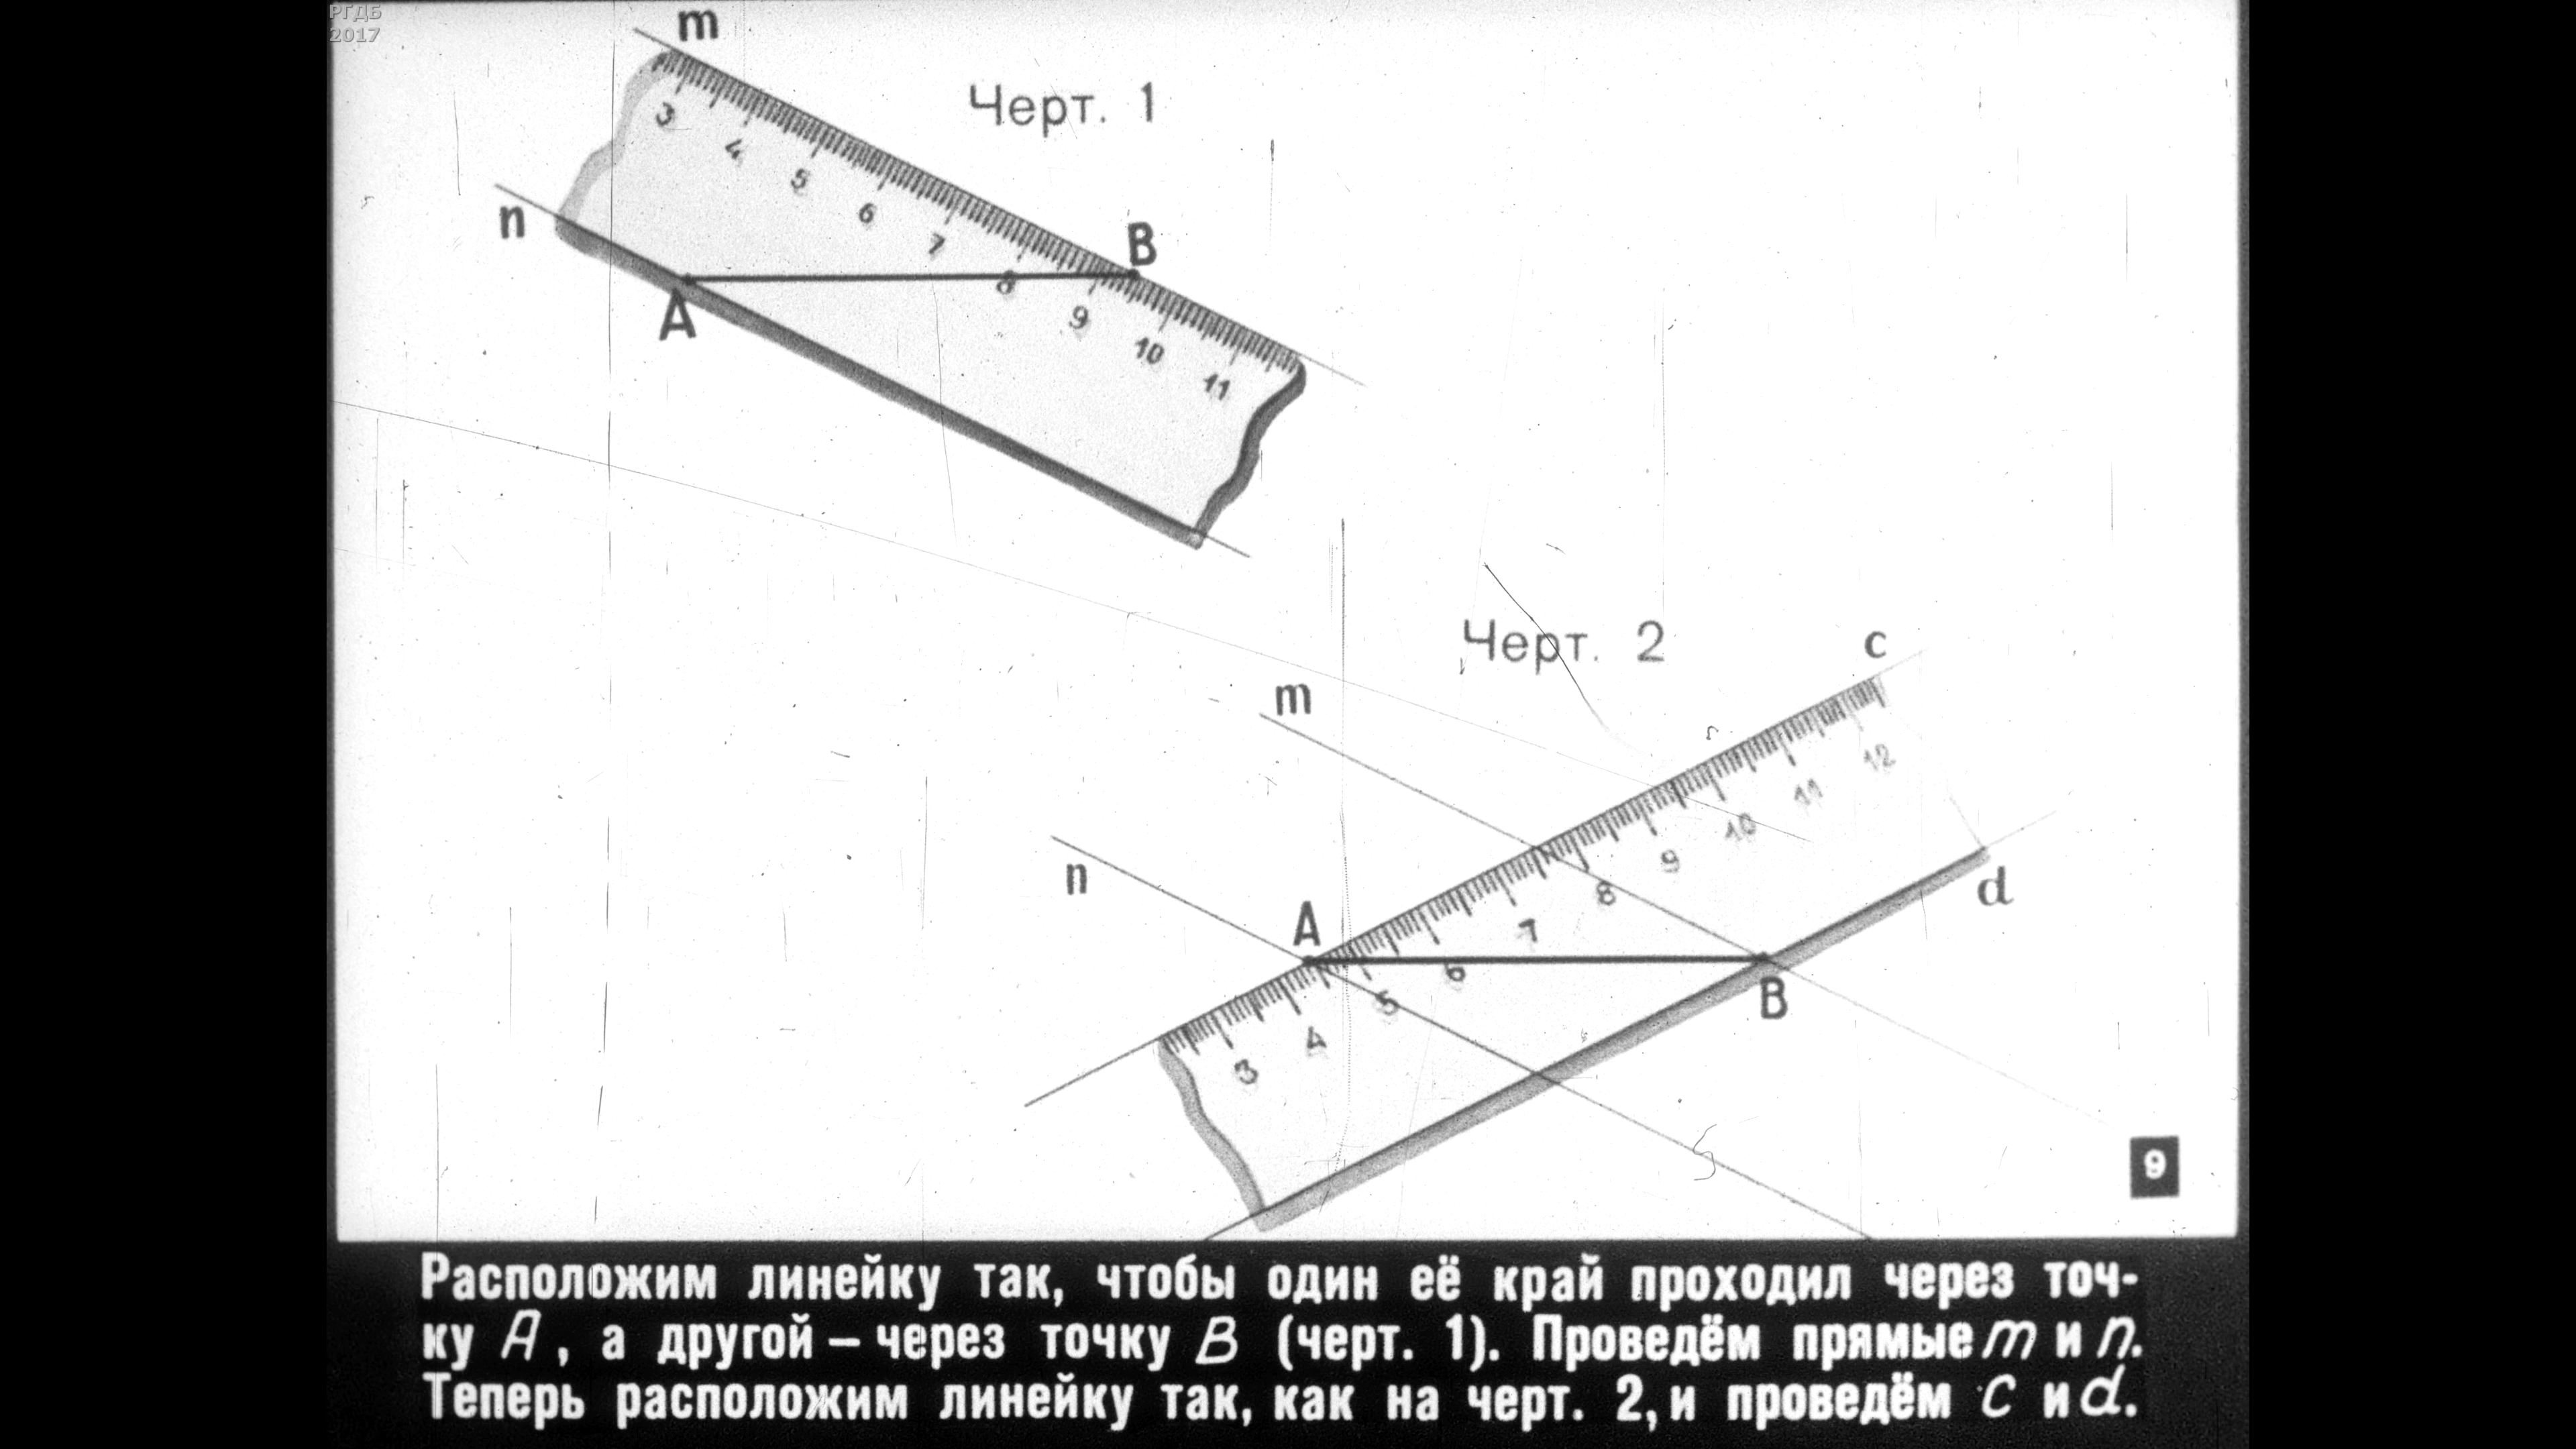 РГДБ
2017
m
Черт. 1
3
4
5
6
7
8
9
10
11
n
B
A
Черт. 2
c
m
12
11
10
9
8
7
6
5
4
3
n
A
d
B
9
Расположим линейку так, чтобы один её край проходил через точ-
ку A, а другой – через точку B (черт. 1). Проведём прямые m и n.
Теперь расположим линейку так, как на черт. 2, и проведём c и d.